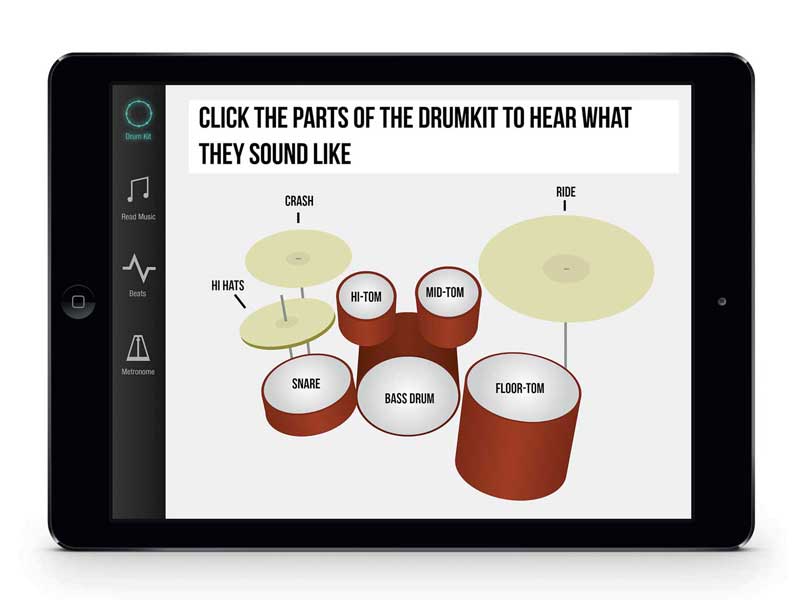 CLICK THE PARTS OF THE DRUMKIT TO HEAR WHAT
THEY SOUND LIKE
Drum Kit
Read Music
Beats
Metronome
CRASH
RIDE
HI HATS
HI-TOM
MID-TOM
SNARE
BASS DRUM
FLOOR-TOM